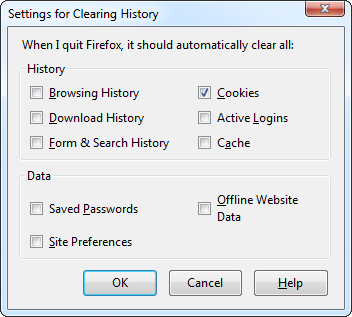 Settings for Clearing History
When I quit Firefox, it should automatically clear all:
History
Browsing History
Cookies
Download History
Active Logins
Form & Search History
Cache
Data
Saved Passwords
Offline Website
Data
Site Preferences
OK
Cancel
Help